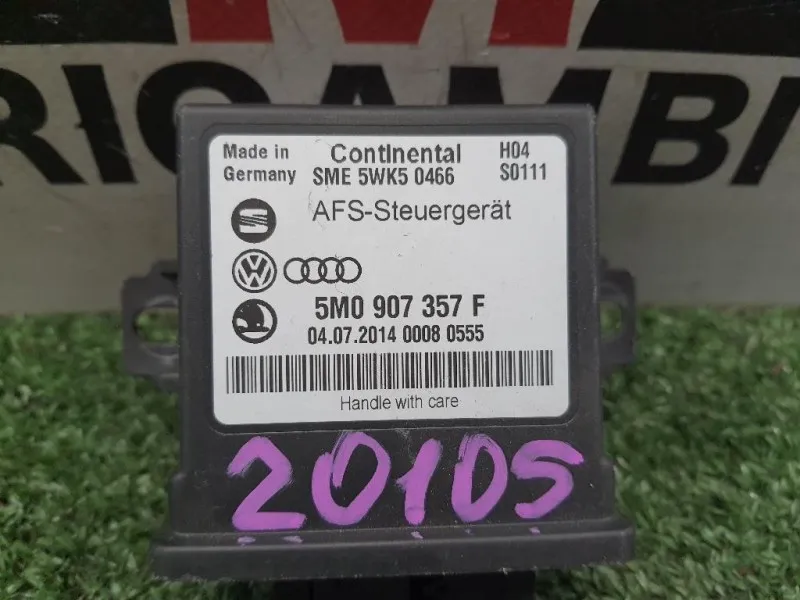 RICAMBI
Made in Germany
Continental
SME 5WK5 0466
H04
S0111
AFS-Steuergerät
5M0 907 357 F
04.07.2014 0008 0555
Handle with care
20105